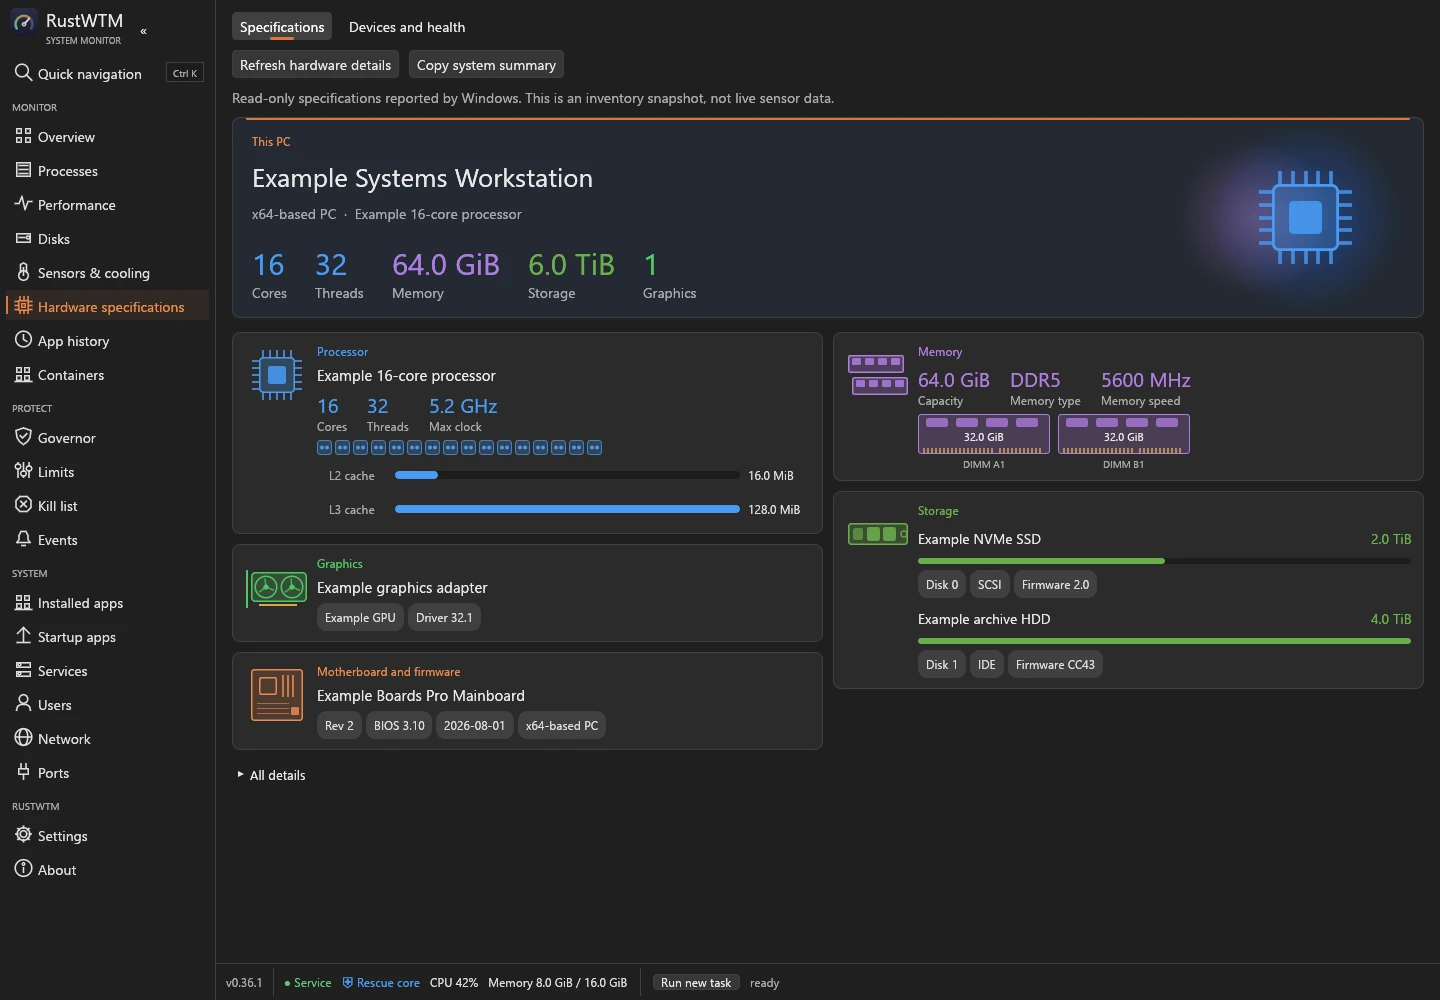 RustWTM
SYSTEM MONITOR
«
Quick navigation
Ctrl K
MONITOR
Overview
Processes
Performance
Disks
Sensors & cooling
Hardware specifications
App history
Containers
PROTECT
Governor
Limits
Kill list
Events
SYSTEM
Installed apps
Startup apps
Services
Users
Network
Ports
RUSTWTM
Settings
About
Specifications
Devices and health
Refresh hardware details
Copy system summary
Read-only specifications reported by Windows. This is an inventory snapshot, not live sensor data.
This PC
Example Systems Workstation
x64-based PC · Example 16-core processor
16 32 64.0 GiB 6.0 TiB 1
Cores Threads Memory Storage Graphics
Processor
Example 16-core processor
16 32 5.2 GHz
Cores Threads Max clock
L2 cache 16.0 MiB
L3 cache 128.0 MiB
Graphics
Example graphics adapter
Example GPU Driver 32.1
Motherboard and firmware
Example Boards Pro Mainboard
Rev 2 BIOS 3.10 2026-08-01 x64-based PC
All details
Memory
64.0 GiB DDR5 5600 MHz
Capacity Memory type Memory speed
32.0 GiB 32.0 GiB
DIMM A1 DIMM B1
Storage
Example NVMe SSD 2.0 TiB
Disk 0 SCSI Firmware 2.0
Example archive HDD 4.0 TiB
Disk 1 IDE Firmware CC43
v0.36.1 Service Rescue core CPU 42% Memory 8.0 GiB / 16.0 GiB Run new task ready